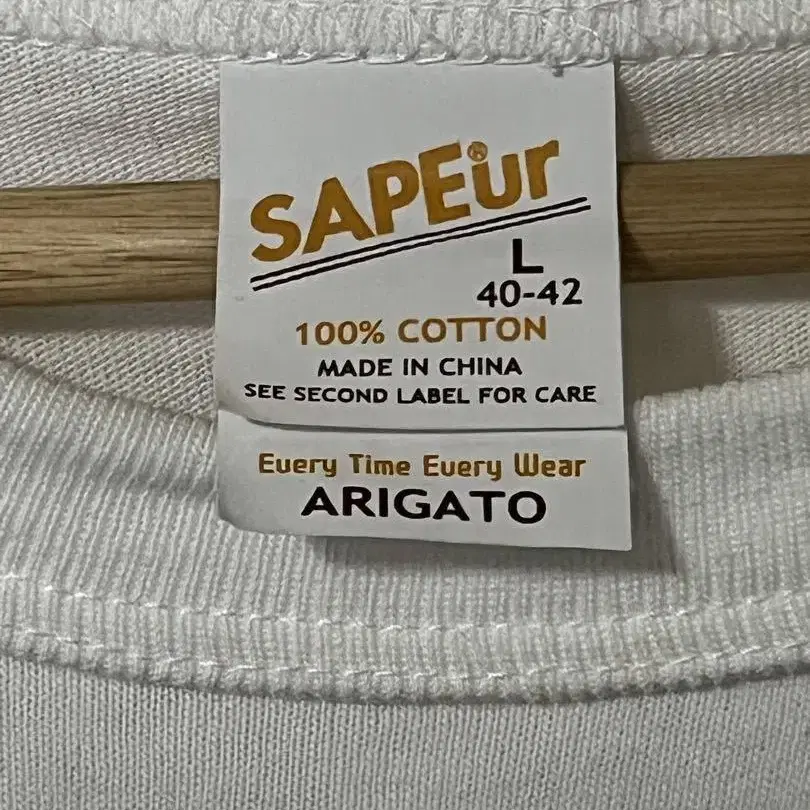 SAPEur
L
40-42
100% COTTON
MADE IN CHINA
SEE SECOND LABEL FOR CARE
Every Time Every Wear
ARIGATO